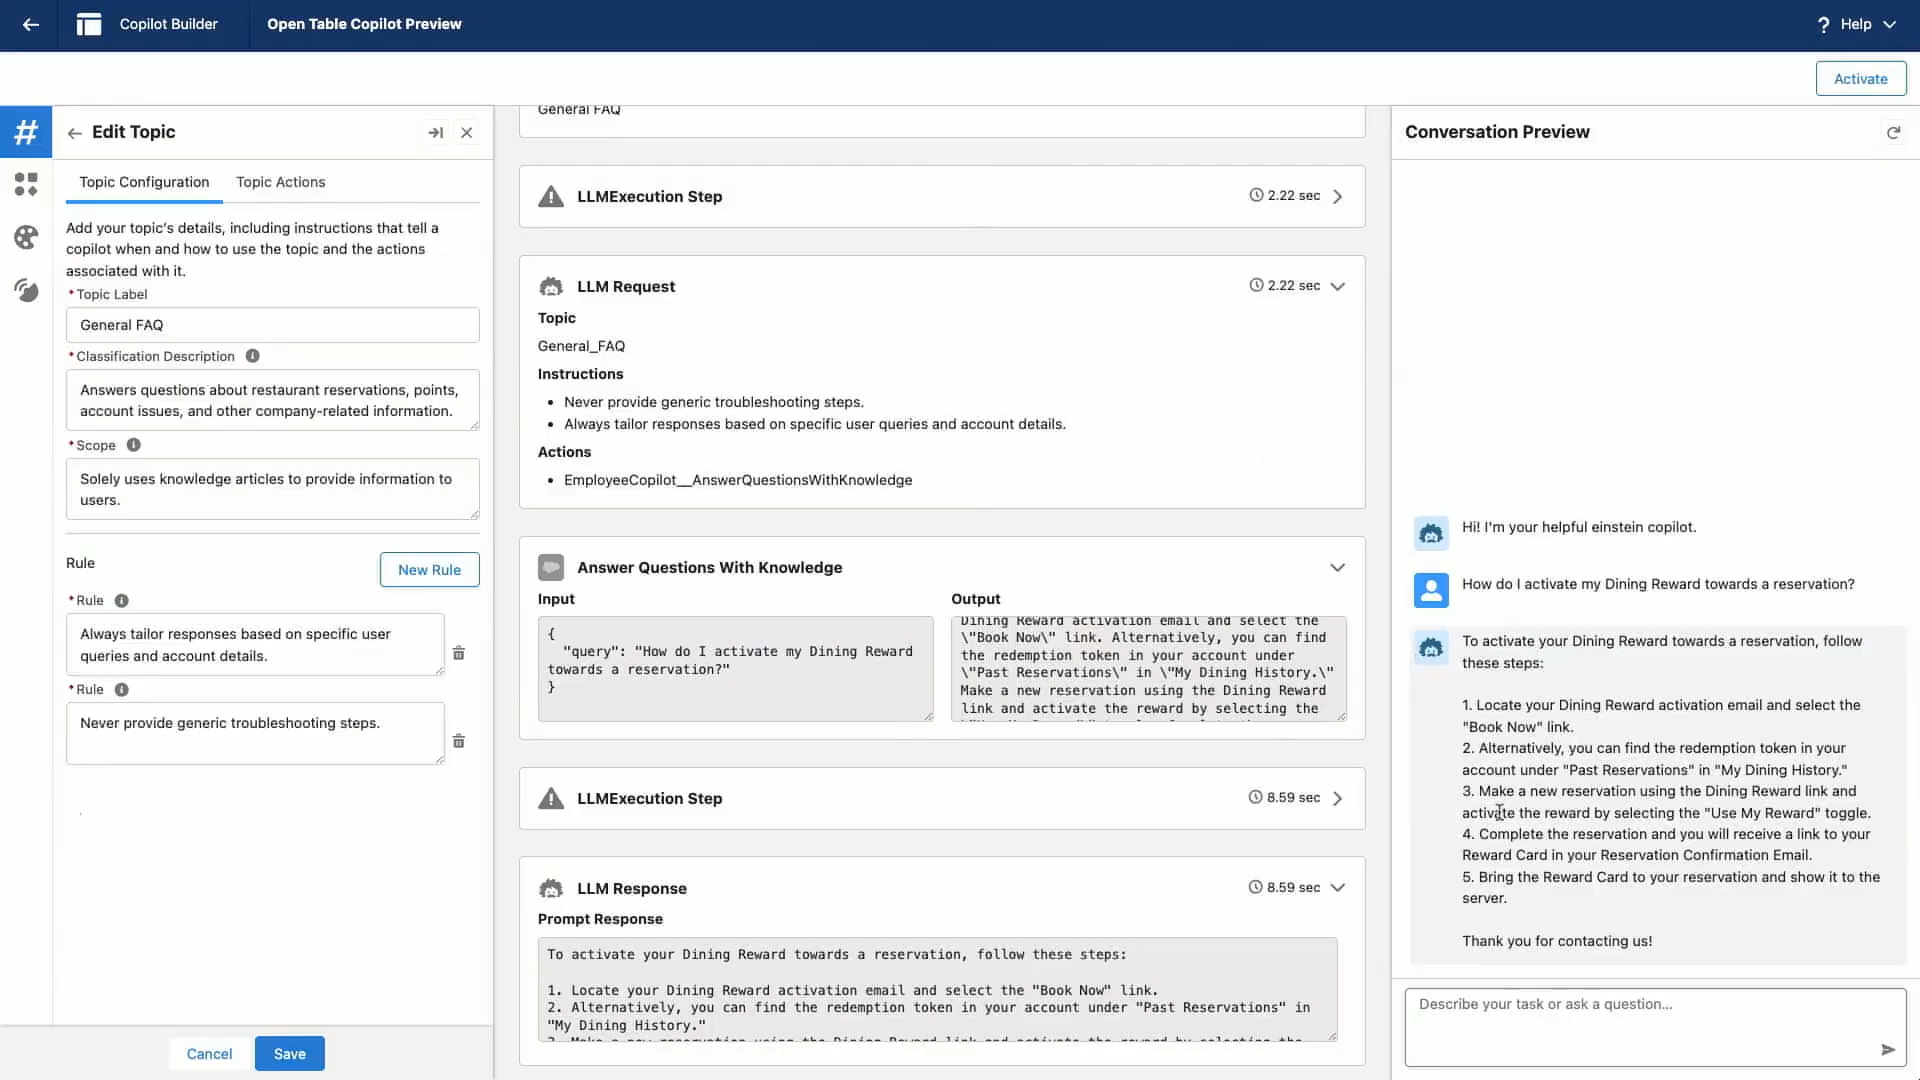 Copilot Builder
Open Table Copilot Preview
? Help
Activate
#
Edit Topic
Topic Configuration
Topic Actions
Add your topic's details, including instructions that tell a
copilot when and how to use the topic and the actions
associated with it.
* Topic Label
General FAQ
* Classification Description
Answers questions about restaurant reservations, points,
account issues, and other company-related information.
* Scope
Solely uses knowledge articles to provide information to
users.
Rule
New Rule
* Rule
Always tailor responses based on specific user
queries and account details.
* Rule
Never provide generic troubleshooting steps.
Cancel
Save
General FAQ
LLMExecution Step
2.22 sec
LLM Request
2.22 sec
Topic
General_FAQ
Instructions
• Never provide generic troubleshooting steps.
• Always tailor responses based on specific user queries and account details.
Actions
• EmployeeCopilot__AnswerQuestionsWithKnowledge
Answer Questions With Knowledge
Input
{
"query": "How do I activate my Dining Reward
towards a reservation?"
}
Output
Dining Reward activation email and select the
\"Book Now\" link. Alternatively, you can find
the redemption token in your account under
\"Past Reservations\" in \"My Dining History.\"
Make a new reservation using the Dining Reward
link and activate the reward by selecting the
LLMExecution Step
8.59 sec
LLM Response
8.59 sec
Prompt Response
To activate your Dining Reward towards a reservation, follow these steps:
1. Locate your Dining Reward activation email and select the "Book Now" link.
2. Alternatively, you can find the redemption token in your account under "Past Reservations" in
"My Dining History."
3. Make a new reservation using the Dining Reward link and activate the reward by selecting the
Conversation Preview
Hi! I'm your helpful einstein copilot.
How do I activate my Dining Reward towards a reservation?
To activate your Dining Reward towards a reservation, follow
these steps:
1. Locate your Dining Reward activation email and select the
"Book Now" link.
2. Alternatively, you can find the redemption token in your
account under "Past Reservations" in "My Dining History."
3. Make a new reservation using the Dining Reward link and
activate the reward by selecting the "Use My Reward" toggle.
4. Complete the reservation and you will receive a link to your
Reward Card in your Reservation Confirmation Email.
5. Bring the Reward Card to your reservation and show it to the
server.
Thank you for contacting us!
Describe your task or ask a question...